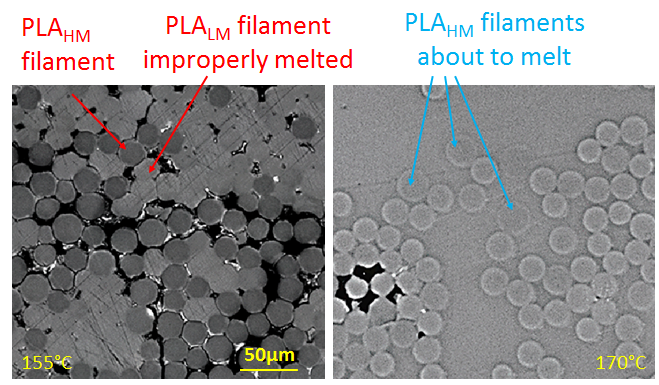 PLAHM
filament
PLALM filament
improperly melted
PLAHM filaments
about to melt
155°C
50µm
170°C